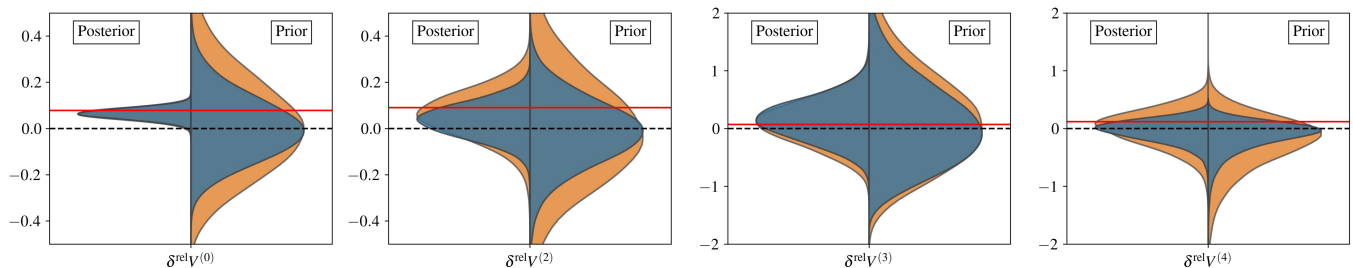 Posterior
Prior
0.4
0.2
0.0
−0.2
−0.4
δ^rel V^(0)
Posterior
Prior
0.4
0.2
0.0
−0.2
−0.4
δ^rel V^(2)
Posterior
Prior
2
1
0
−1
−2
δ^rel V^(3)
Posterior
Prior
2
1
0
−1
−2
δ^rel V^(4)